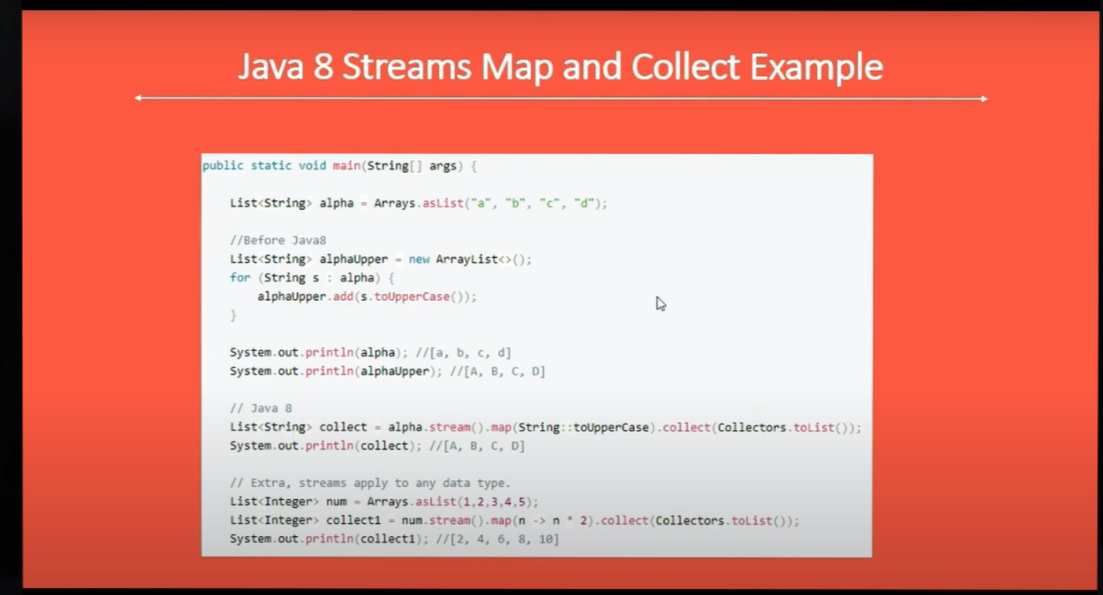 Java 8 Streams Map and Collect Example
public static void main(String[] args) {
List<String> alpha = Arrays.asList("a", "b", "c", "d");
//Before Java8
List<String> alphaUpper = new ArrayList<>();
for (String s : alpha) {
alphaUpper.add(s.toUpperCase());
}
System.out.println(alpha); //[a, b, c, d]
System.out.println(alphaUpper); //[A, B, C, D]
// Java 8
List<String> collect = alpha.stream().map(String::toUpperCase).collect(Collectors.toList());
System.out.println(collect); //[A, B, C, D]
// Extra, streams apply to any data type.
List<Integer> num = Arrays.asList(1,2,3,4,5);
List<Integer> collect1 = num.stream().map(n -> n * 2).collect(Collectors.toList());
System.out.println(collect1); //[2, 4, 6, 8, 10]